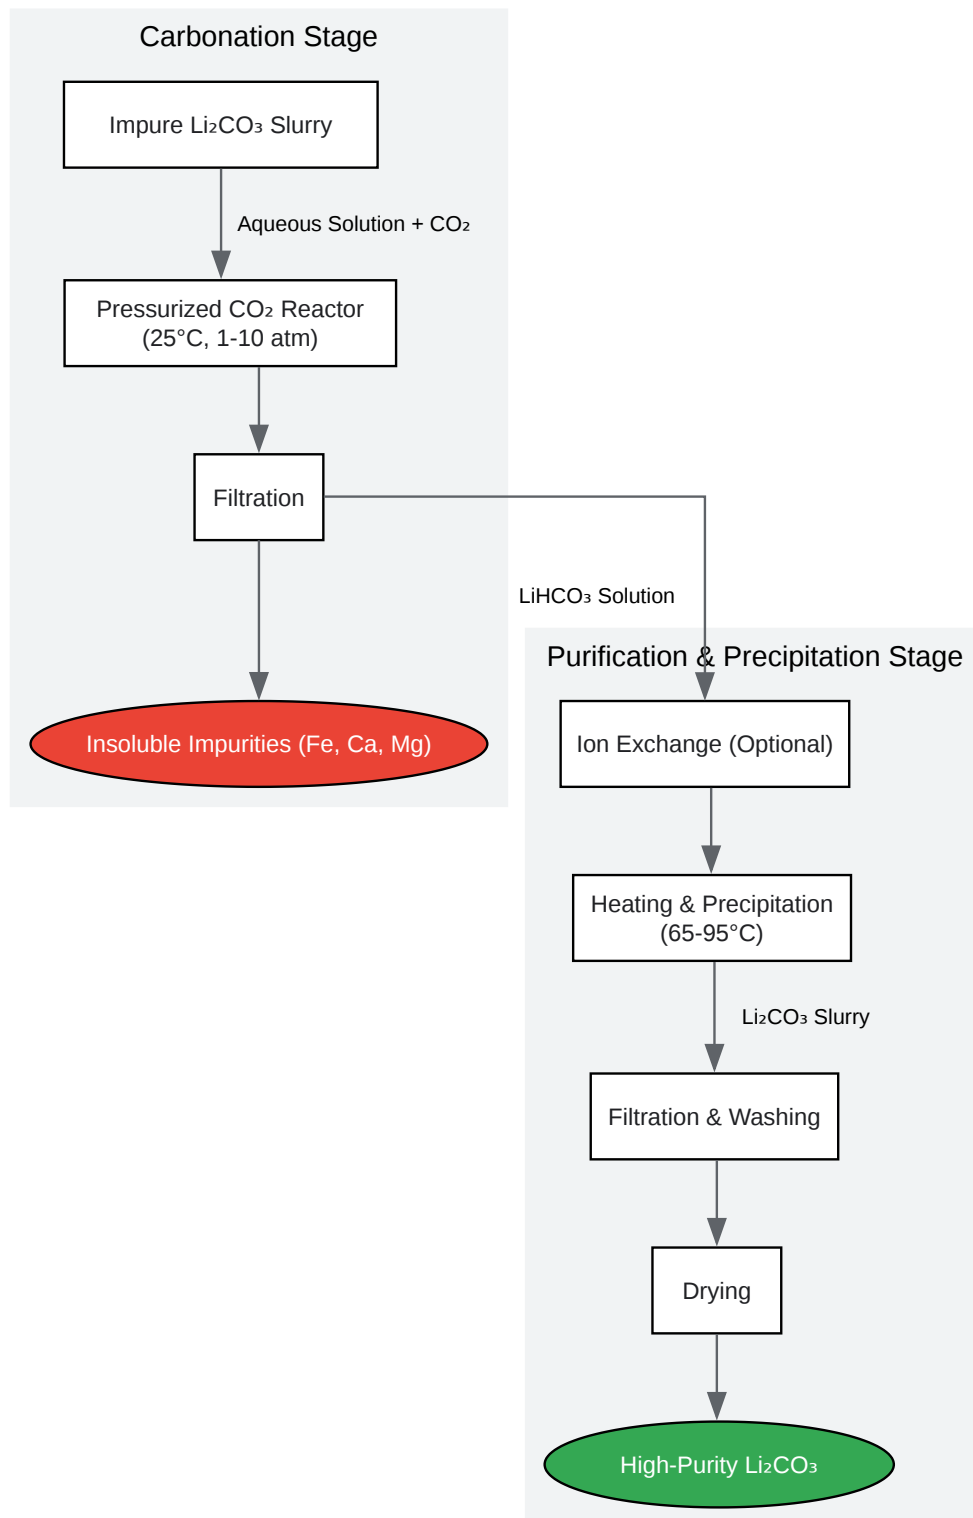 Carbonation Stage
Impure Li₂CO₃ Slurry
Aqueous Solution + CO₂
Pressurized CO₂ Reactor
(25°C, 1-10 atm)
Filtration
LiHCO₃ Solution
Insoluble Impurities (Fe, Ca, Mg)
Purification & Precipitation Stage
Ion Exchange (Optional)
Heating & Precipitation
(65-95°C)
Li₂CO₃ Slurry
Filtration & Washing
Drying
High-Purity Li₂CO₃